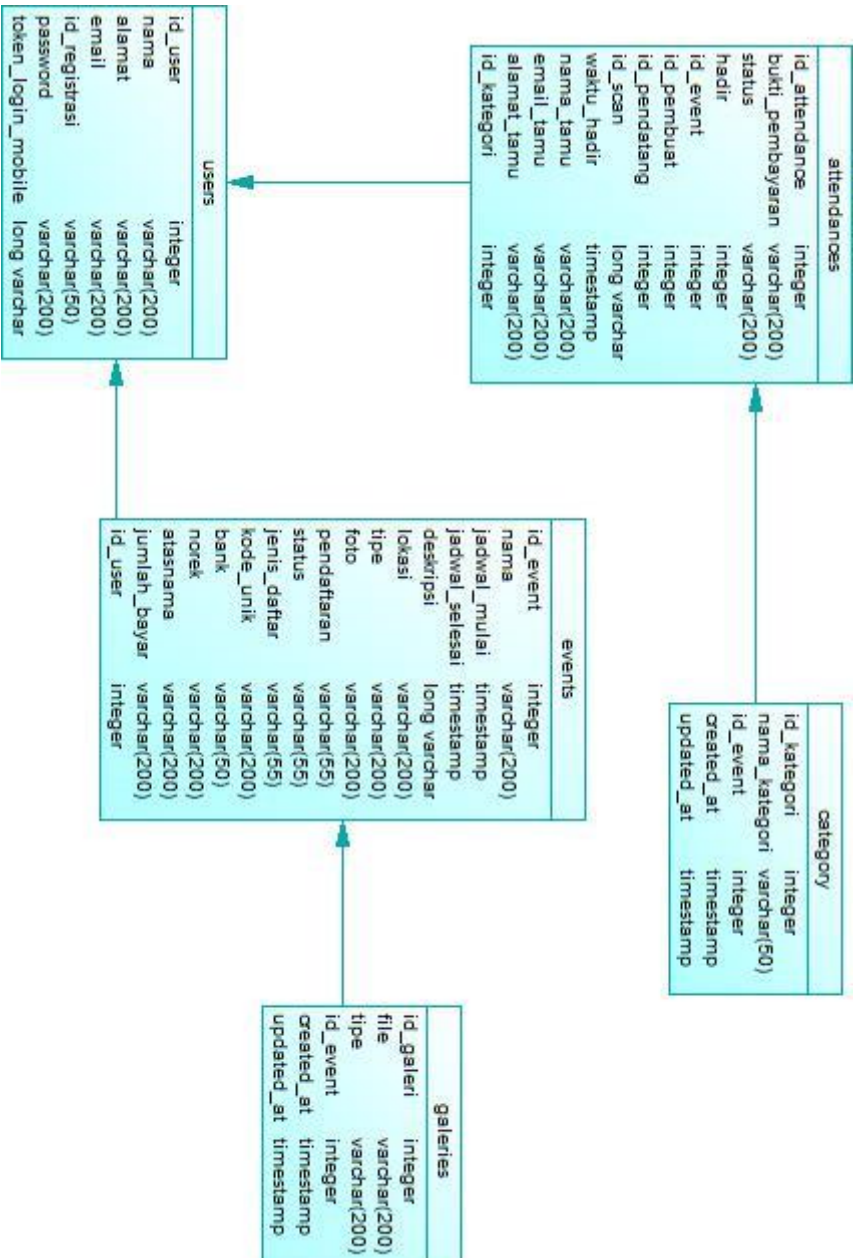 attendances
id_attendance integer
bukti_pembayaran varchar(200)
status varchar(200)
hadir integer
id_event integer
id_pembuat integer
id_pendatang integer
id_scan long varchar
waktu_hadir timestamp
nama_tamu varchar(200)
email_tamu varchar(200)
alamat_tamu varchar(200)
id_kategori integer
category
id_kategori integer
nama_kategori varchar(50)
id_event integer
created_at timestamp
updated_at timestamp
users
id_user integer
nama varchar(200)
alamat varchar(200)
email varchar(200)
id_registrasi varchar(50)
password varchar(200)
token_login_mobile long varchar
events
id_event integer
nama varchar(200)
jadwal_mulai timestamp
jadwal_selesai timestamp
deskripsi long varchar
lokasi varchar(200)
tipe varchar(200)
foto varchar(200)
pendaftaran varchar(55)
status varchar(55)
jenis_daftar varchar(55)
kode_unik varchar(200)
bank varchar(50)
norek varchar(200)
atasnama varchar(200)
jumlah_bayar varchar(200)
id_user integer
galeries
id_galeri integer
file varchar(200)
tipe varchar(200)
id_event integer
created_at timestamp
updated_at timestamp